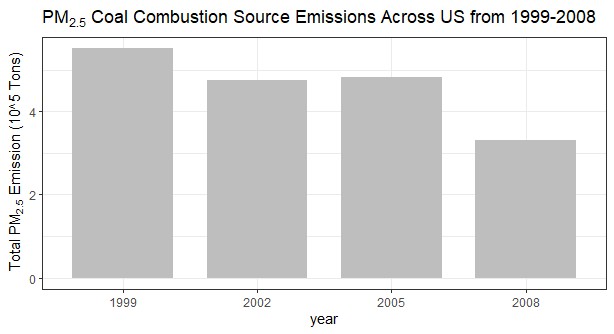 PM2.5 Coal Combustion Source Emissions Across US from 1999-2008
Total PM2.5 Emission (10^5 Tons)
4
2
0
1999 2002 2005 2008
year